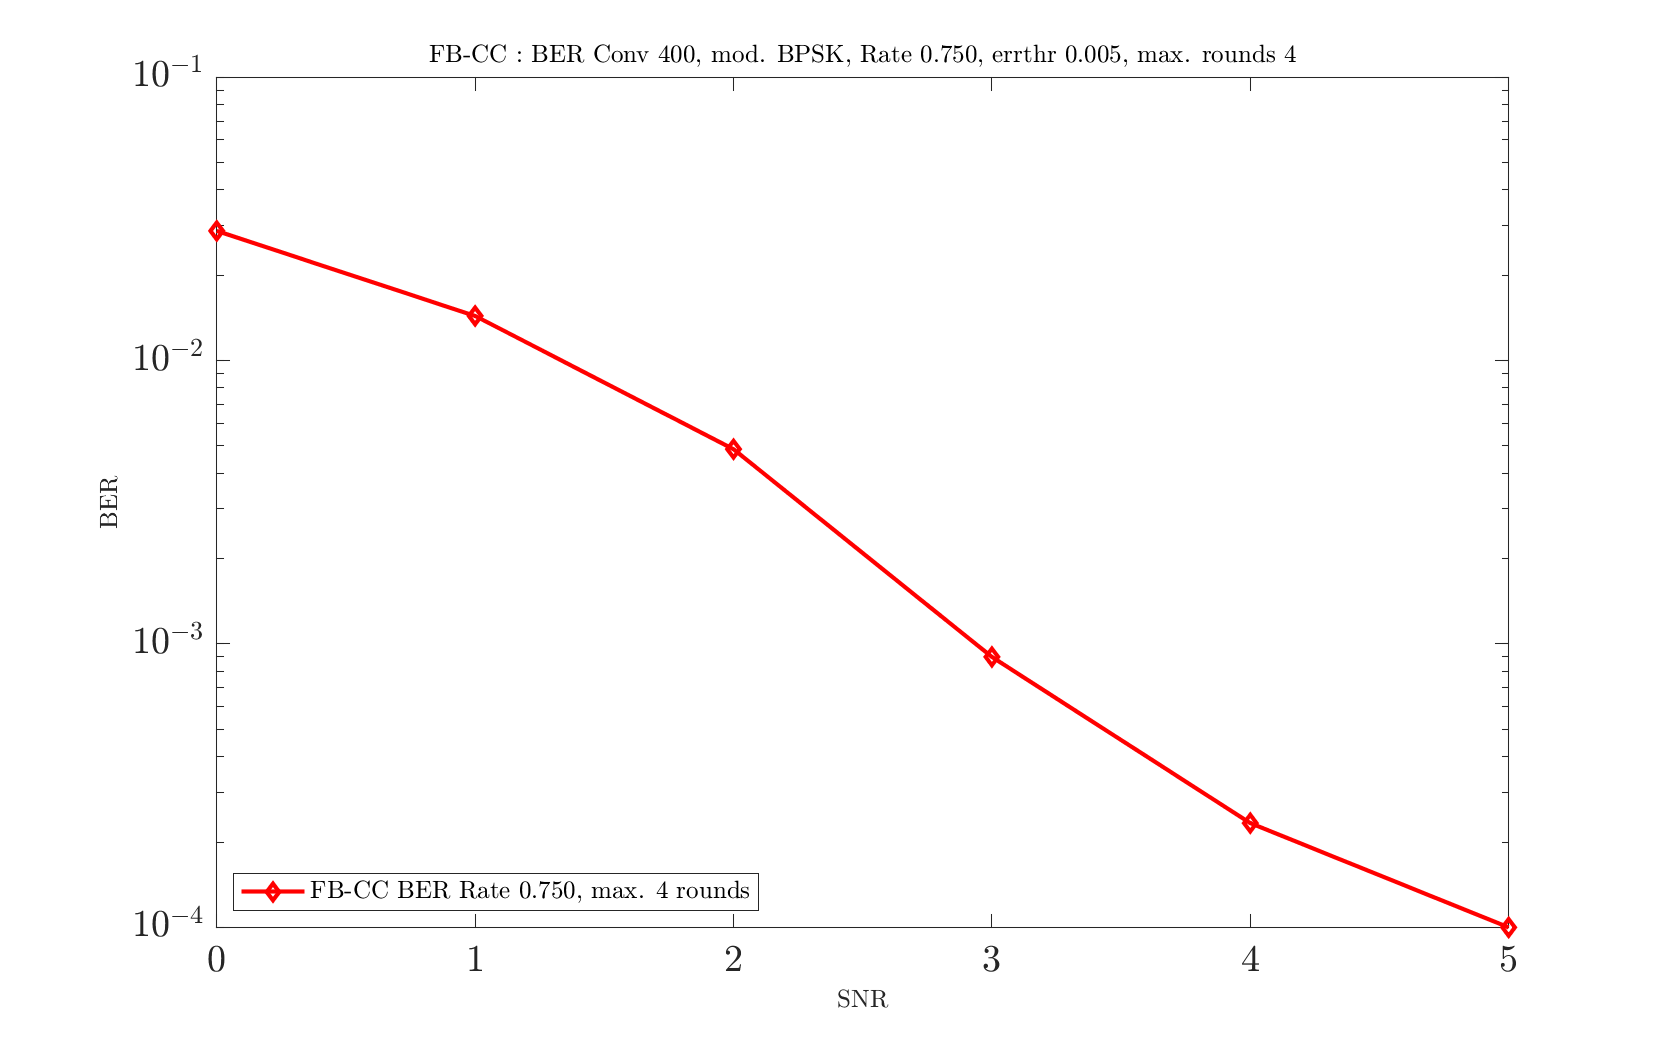 FB-CC : BER Conv 400, mod. BPSK, Rate 0.750, errthr 0.005, max. rounds 4
10^{-1}
10^{-2}
10^{-3}
10^{-4}
BER
FB-CC BER Rate 0.750, max. 4 rounds
0 1 2 3 4 5
SNR